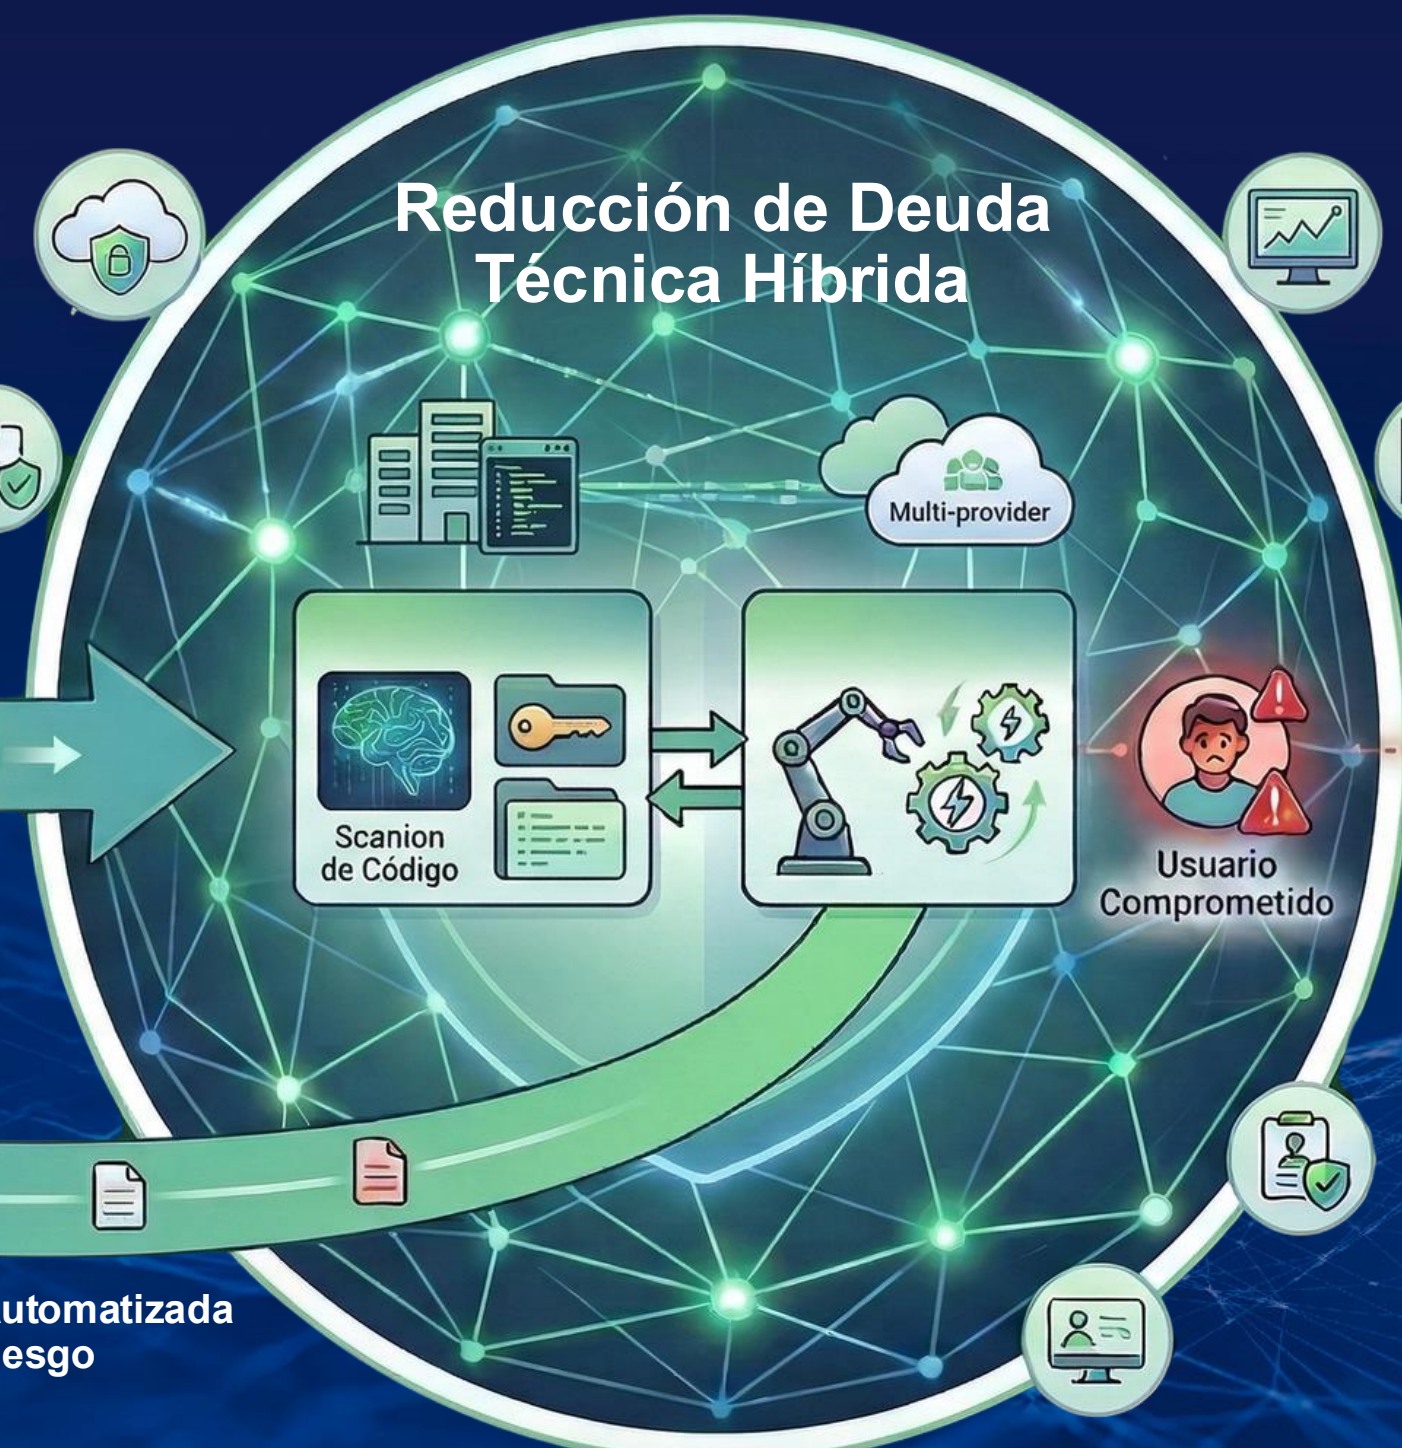 Reducción de Deuda
Técnica Híbrida
Multi-provider
Scanion
de Código
Usuario
Comprometido
utomatizada
esgo